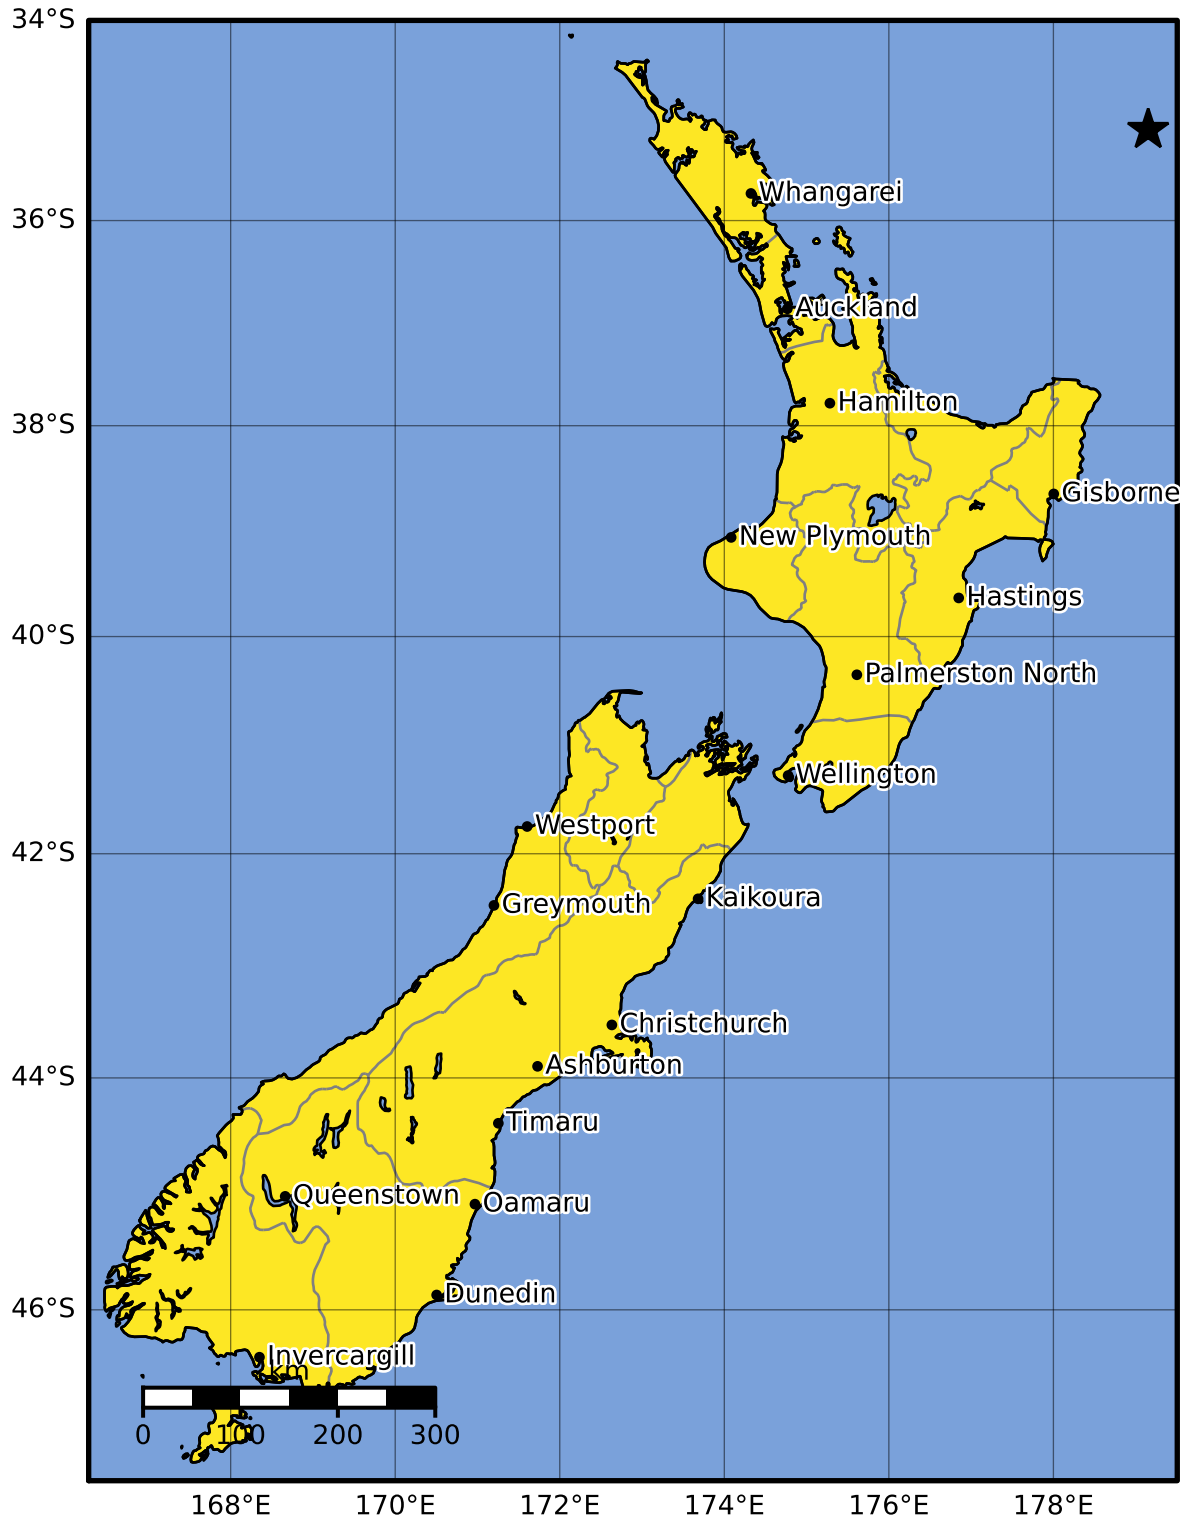 34°S
Whangarei
36°S
Auckland
Hamilton
38°S
Gisborne
New Plymouth
Hastings
40°S
Palmerston North
Wellington
Westport
42°S
Kaikoura
Greymouth
Christchurch
Ashburton
44°S
Timaru
Queenstown
Oamaru
Dunedin
46°S
Invercargill
km
0 100 200 300
168°E 170°E 172°E 174°E 176°E 178°E